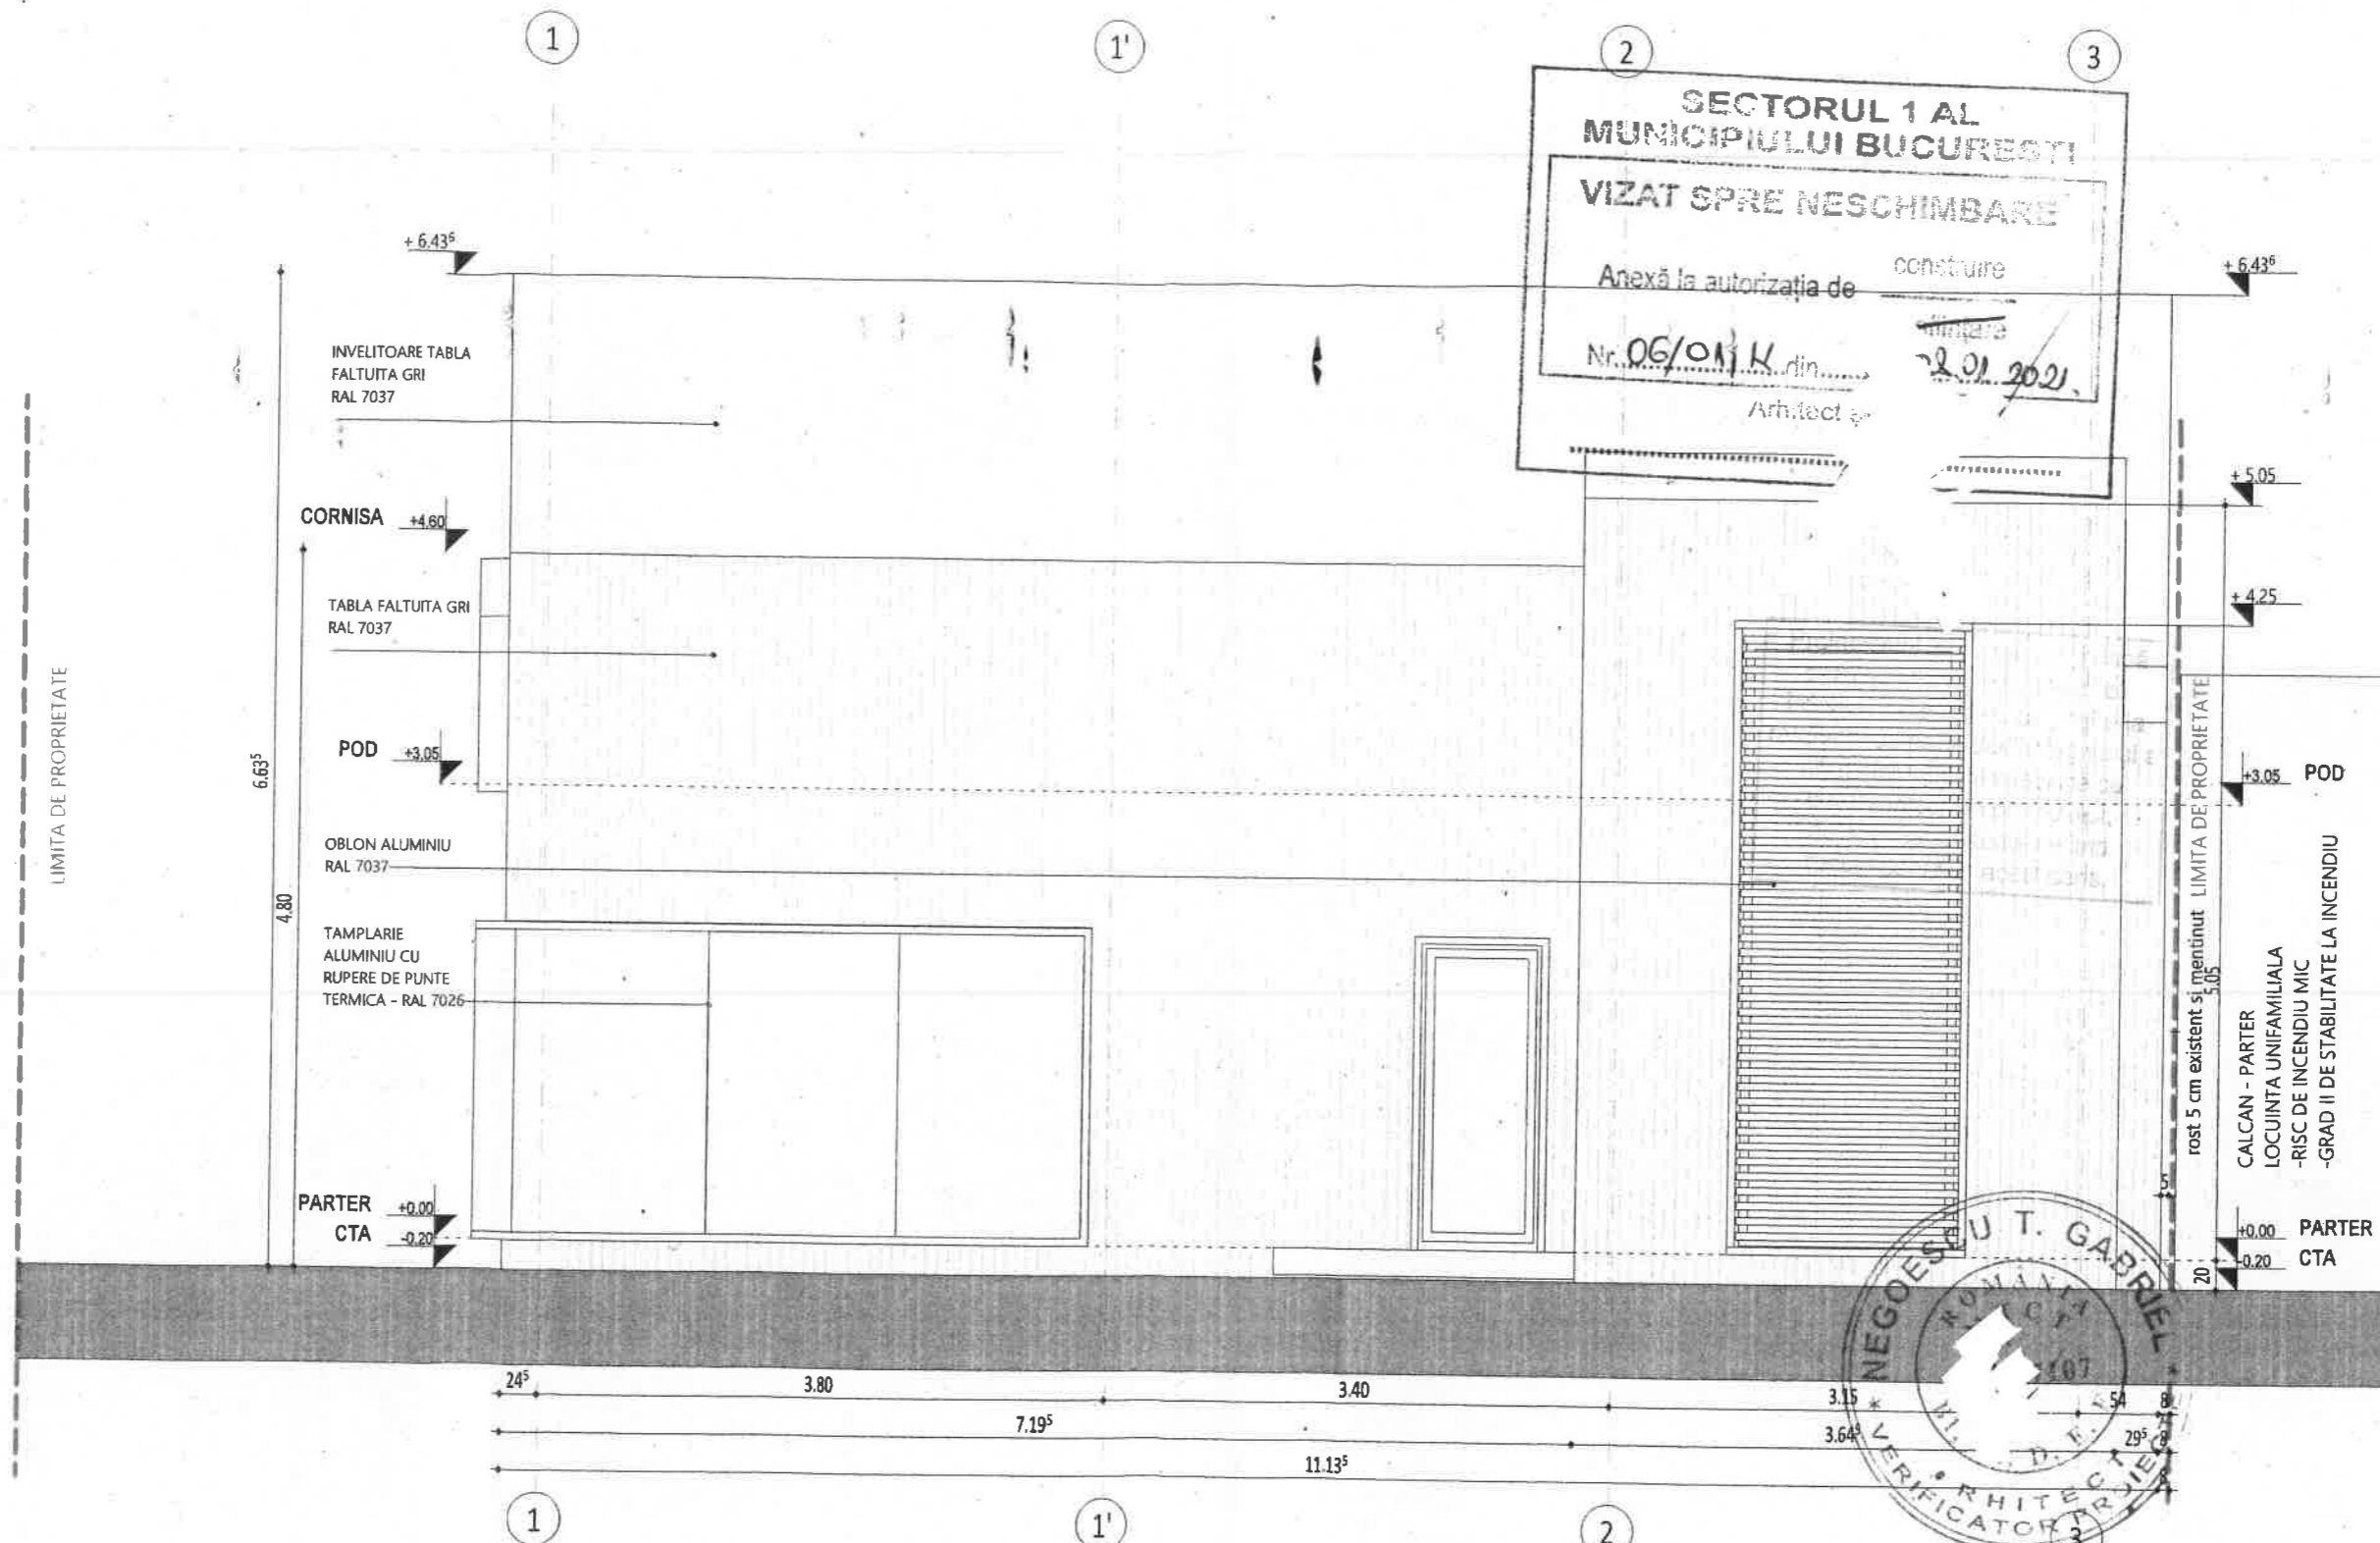 1
1'
2
3
SECTORUL 1 AL
MUNICIPIULUI BUCURESTI
VIZAT SPRE NESCHIMBARE
Anexă la autorizația de construire
Nr. 06/01/ din 01 2021.
Arhitect
+ 6.43⁵
+ 6.43⁶
INVELITOARE TABLA
FALTUITA GRI
RAL 7037
CORNISA +4.60
+ 5.05
+ 4.25
TABLA FALTUITA GRI
RAL 7037
LIMITA DE PROPRIETATE
6.63⁵
4.80
POD +3.05
+3.05 POD
OBLON ALUMINIU
RAL 7037
TAMPLARIE
ALUMINIU CU
RUPERE DE PUNTE
TERMICA - RAL 7026
rost 5 cm existent si mentinut LIMITA DE PROPRIETATE
5.05
CALCAN - PARTER
LOCUINTA UNIFAMILIALA
-RISC DE INCENDIU MIC
-GRAD II DE STABILITATE LA INCENDIU
PARTER +0.00
CTA -0.20
5
20
+0.00 PARTER
-0.20 CTA
NEGOESCU T. GABRIEL
ROMÂNIA
* VERIFICATOR PROIECTE *
24⁵ 3.80 3.40 3.15 54 8
7.19⁵ 3.64⁵ 29⁵ 8
11.13⁵ 8
1
1'
2
3